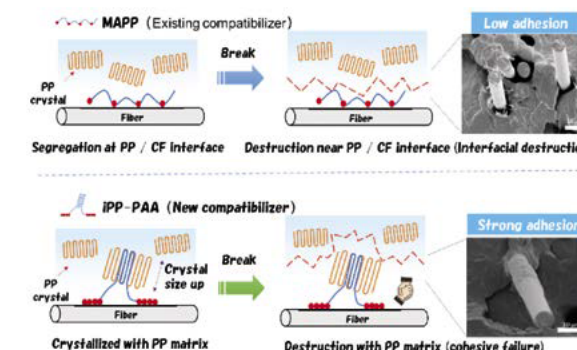 MAPP (Existing compatibilizer)
Low adhesion
Break
PP
crystal
Fiber
Fiber
Segregation at PP / CF interface
Destruction near PP / CF interface (Interfacial destructio
iPP-PAA (New compatibilizer)
Strong adhesion
Break
PP
crystal
Crystal
size up
Fiber
Fiber
Crystallized with PP matrix
Destruction with PP matrix (cohesive failure)